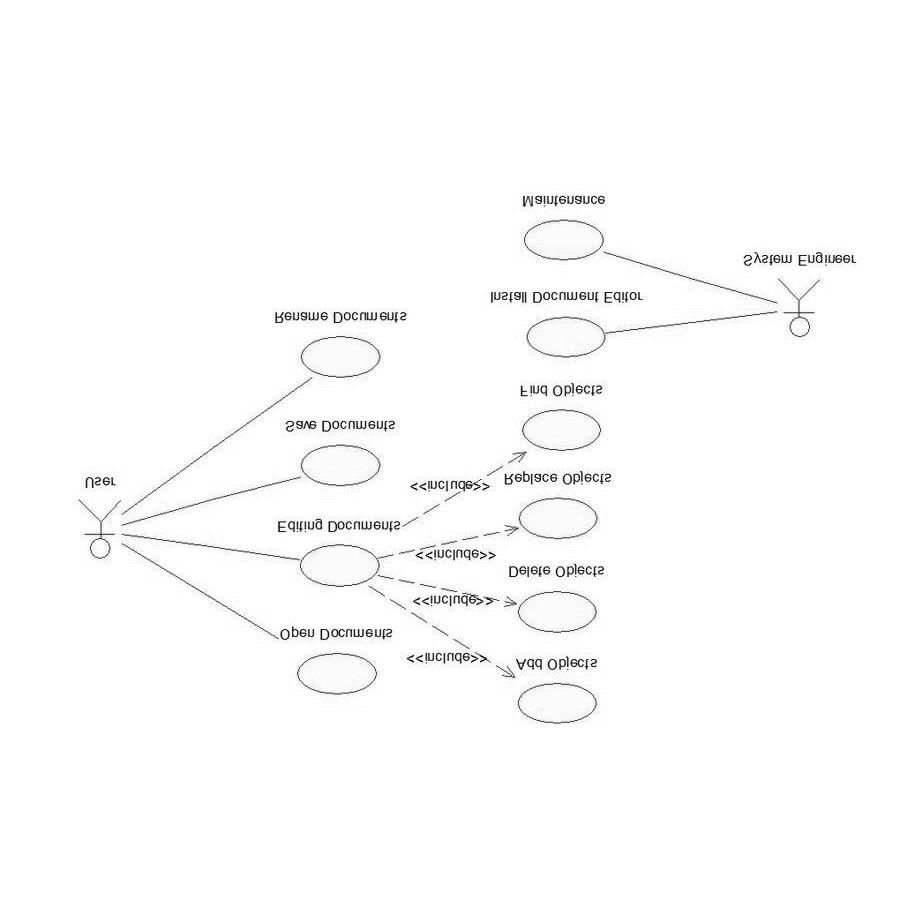 Maintenance
System Engineer
Install Document Editor
Rename Documents
Find Objects
Save Documents
User
<<include>>
Replace Objects
Editing Documents
<<include>>
Delete Objects
<<include>>
Open Documents
<<include>>
Add Objects